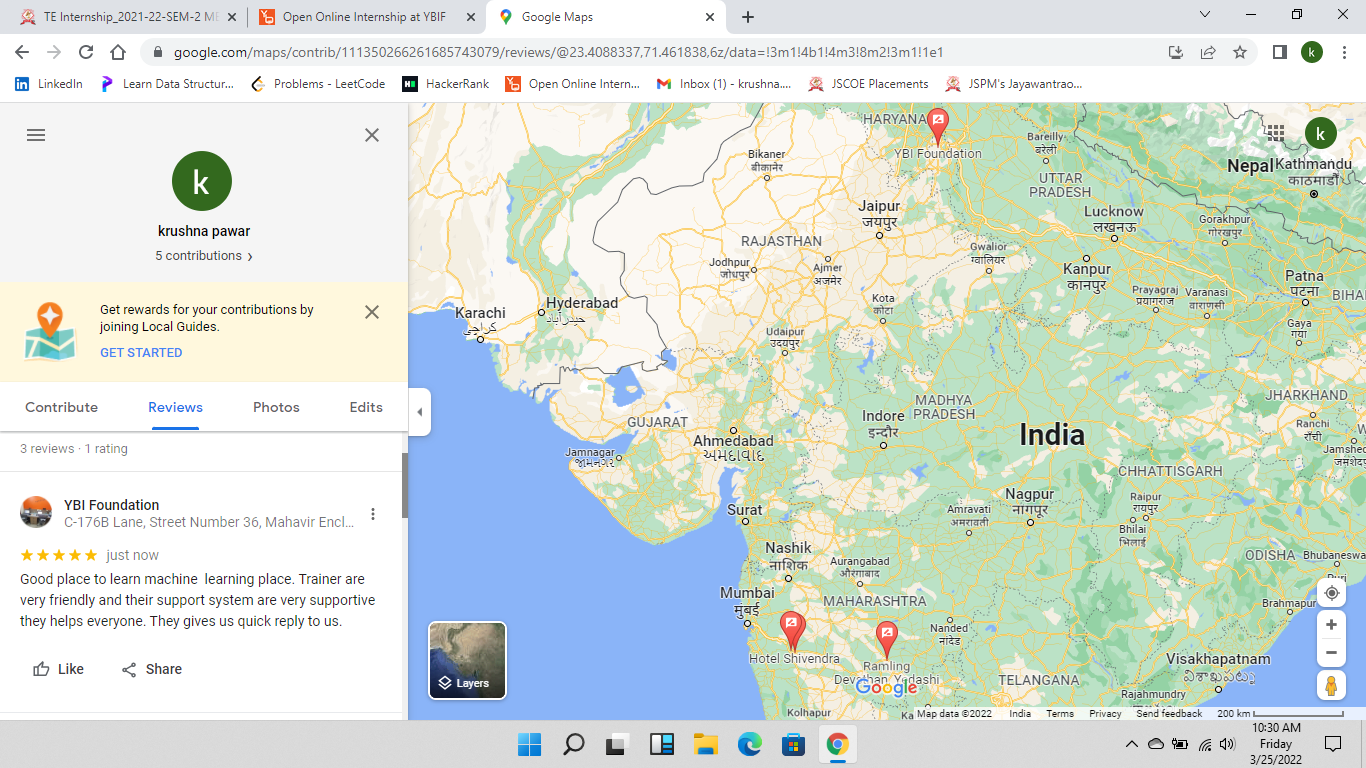 TE Internship_2021-22-SEM-2 ME
Open Online Internship at YBIF
Google Maps
google.com/maps/contrib/111350266261685743079/reviews/@23.4088337,71.461838,6z/data=!3m1!4b1!4m3!8m2!3m1!1e1
k
LinkedIn
Learn Data Structur...
Problems - LeetCode
HackerRank
Open Online Intern...
Inbox (1) - krushna....
JSCOE Placements
JSPM's Jayawantrao...
k
krushna pawar
5 contributions
Get rewards for your contributions by
joining Local Guides.
GET STARTED
Contribute
Reviews
Photos
Edits
3 reviews · 1 rating
YBI Foundation
C-176B Lane, Street Number 36, Mahavir Encl...
just now
Good place to learn machine  learning place. Trainer are
very friendly and their support system are very supportive
they helps everyone. They gives us quick reply to us.
Like
Share
HARYANA
YBI Foundation
Bareilly
बरेली
k
Nepal
Kathmandu
काठमाडौं
Bikaner
बीकानेर
UTTAR
PRADESH
Jaipur
जयपुर
Lucknow
लखनऊ
Gorakhpur
गोरखपुर
RAJASTHAN
Gwalior
ग्वालियर
Jodhpur
जोधपुर
Ajmer
अजमेर
Kanpur
कानपुर
Patna
पटना
Prayagraj
प्रयागराज
Varanasi
वाराणसी
BIHA
Hyderabad
حیدرآباد
Karachi
کراچی
Kota
कोटा
Udaipur
उदयपुर
Gaya
गया
GUJARAT
MADHYA
PRADESH
JHARKHAND
Indore
इन्दौर
Ranchi
राँची
Ahmedabad
અમદાવાદ
India
Jamnagar
જામનગર
Jamshed
जमशेद
CHHATTISGARH
Surat
Nagpur
नागपूर
Raipur
रायपुर
Amravati
अमरावती
Bhilai
भिलाई
Nashik
नाशिक
Aurangabad
औरंगाबाद
ODISHA
Bhubaneswa
Puri
Mumbai
मुंबई
MAHARASHTRA
Brahmapur
Nanded
नांदेड
Hotel Shivendra
Ramling
Devasthan, Yedashi
Visakhapatnam
విశాఖపట్నం
TELANGANA
Rajahmundry
Kolhapur
Ka
Layers
Google
Map data ©2022
India
Terms
Privacy
Send feedback
200 km
10:30 AM
Friday
3/25/2022